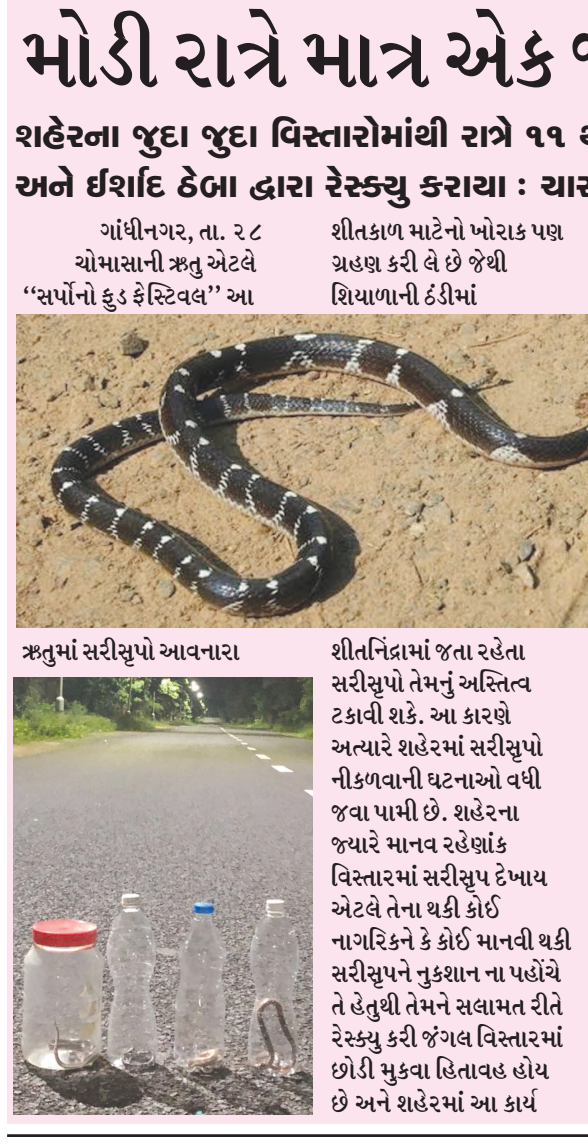 મોડી રાત્રે માત્ર એક
શહેરના જુદા જુદા વિસ્તારોમાંથી રાત્રે ૧૧
અને ઈર્શાદ ઠેબા દ્વારા રેસ્ક્યુ કરાયા :
ગાંધીનગર, તા. ૨૮
ચોમાસાની ઋતુ એટલે
‘‘સર્પોનો ફુડ ફેસ્ટિવલ’’ આ
ઋતુમાં સરીસૃપો આવનારા
શીતકાળ માટેનો ખોરાક પણ
ગ્રહણ કરી લે છે જેથી
શિયાળાની ઠંડીમાં
શીતનિંદ્રામાં જતા રહેતા
સરીસૃપો તેમનું અસ્તિત્વ
ટકાવી શકે. આ કારણે
અત્યારે શહેરમાં સરીસૃપો
નીકળવાની ઘટનાઓ વધી
જવા પામી છે. શહેરના
જ્યારે માનવ રહેણાંક
વિસ્તારમાં સરીસૃપ દેખાય
એટલે તેના થકી કોઈ
નાગરિકને કે કોઈ માનવી થકી
સરીસૃપને નુકશાન ના પહોંચે
તે હેતુથી તેમને સલામત રીતે
રેસ્ક્યુ કરી જંગલ વિસ્તારમાં
છોડી મુકવા હિતાવહ હોય
છે અને શહેરમાં આ કાર્ય